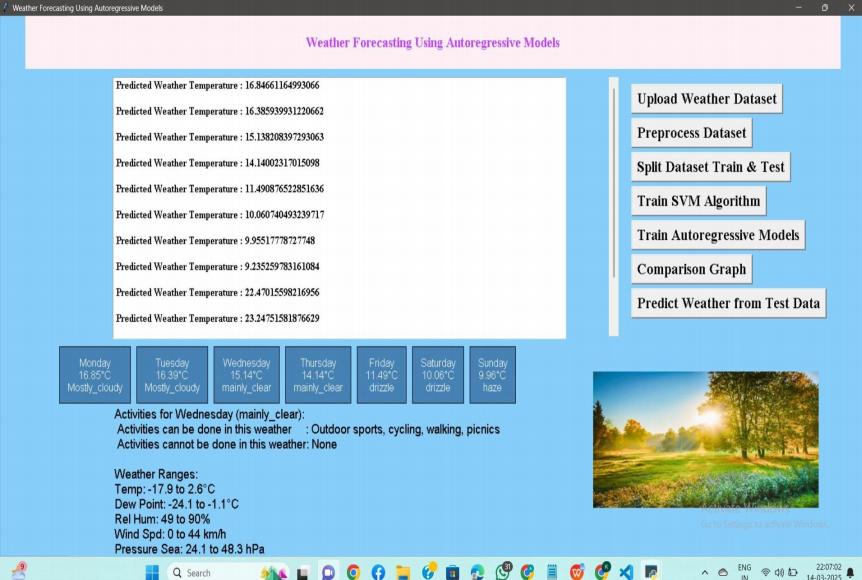 Weather Forecasting Using Autoregressive Models
Weather Forecasting Using Autoregressive Models
Predicted Weather Temperature : 16.84661164993066
Predicted Weather Temperature : 16.385939931220662
Predicted Weather Temperature : 15.138208397293063
Predicted Weather Temperature : 14.14002317015098
Predicted Weather Temperature : 11.490876522851636
Predicted Weather Temperature : 10.060740493239717
Predicted Weather Temperature : 9.95517778727748
Predicted Weather Temperature : 9.235259783161084
Predicted Weather Temperature : 22.47015598216956
Predicted Weather Temperature : 23.24751581876629
Upload Weather Dataset
Preprocess Dataset
Split Dataset Train & Test
Train SVM Algorithm
Train Autoregressive Models
Comparison Graph
Predict Weather from Test Data
Monday
16.85°C
Mostly_cloudy
Tuesday
16.39°C
Mostly_cloudy
Wednesday
15.14°C
mainly_clear
Thursday
14.14°C
mainly_clear
Friday
11.49°C
drizzle
Saturday
10.06°C
drizzle
Sunday
9.96°C
haze
Activities for Wednesday (mainly_clear):
Activities can be done in this weather : Outdoor sports, cycling, walking, picnics
Activities cannot be done in this weather: None
Weather Ranges:
Temp: -17.9 to 2.6°C
Dew Point: -24.1 to -1.1°C
Rel Hum: 49 to 90%
Wind Spd: 0 to 44 km/h
Pressure Sea: 24.1 to 48.3 hPa
Activate Windows
Go to Settings to activate Windows.
Search
31
ENG
IN
22:07:02
14-03-2025